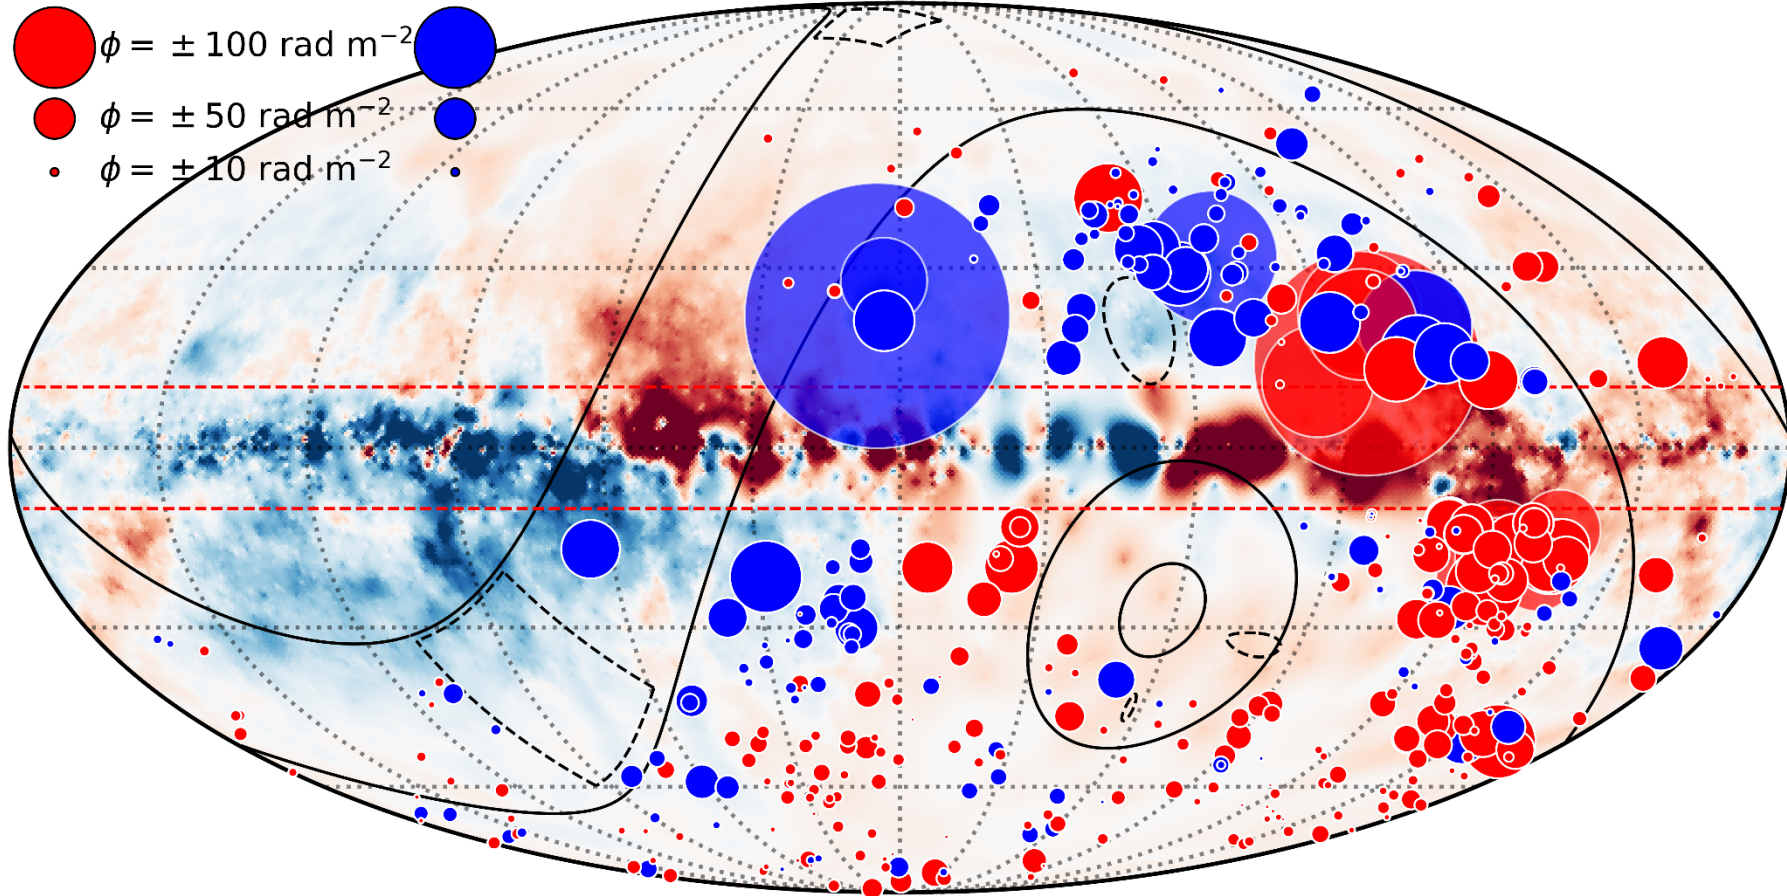 ϕ = ± 100 rad m⁻²
ϕ = ± 50 rad m⁻²
ϕ = ± 10 rad m⁻²